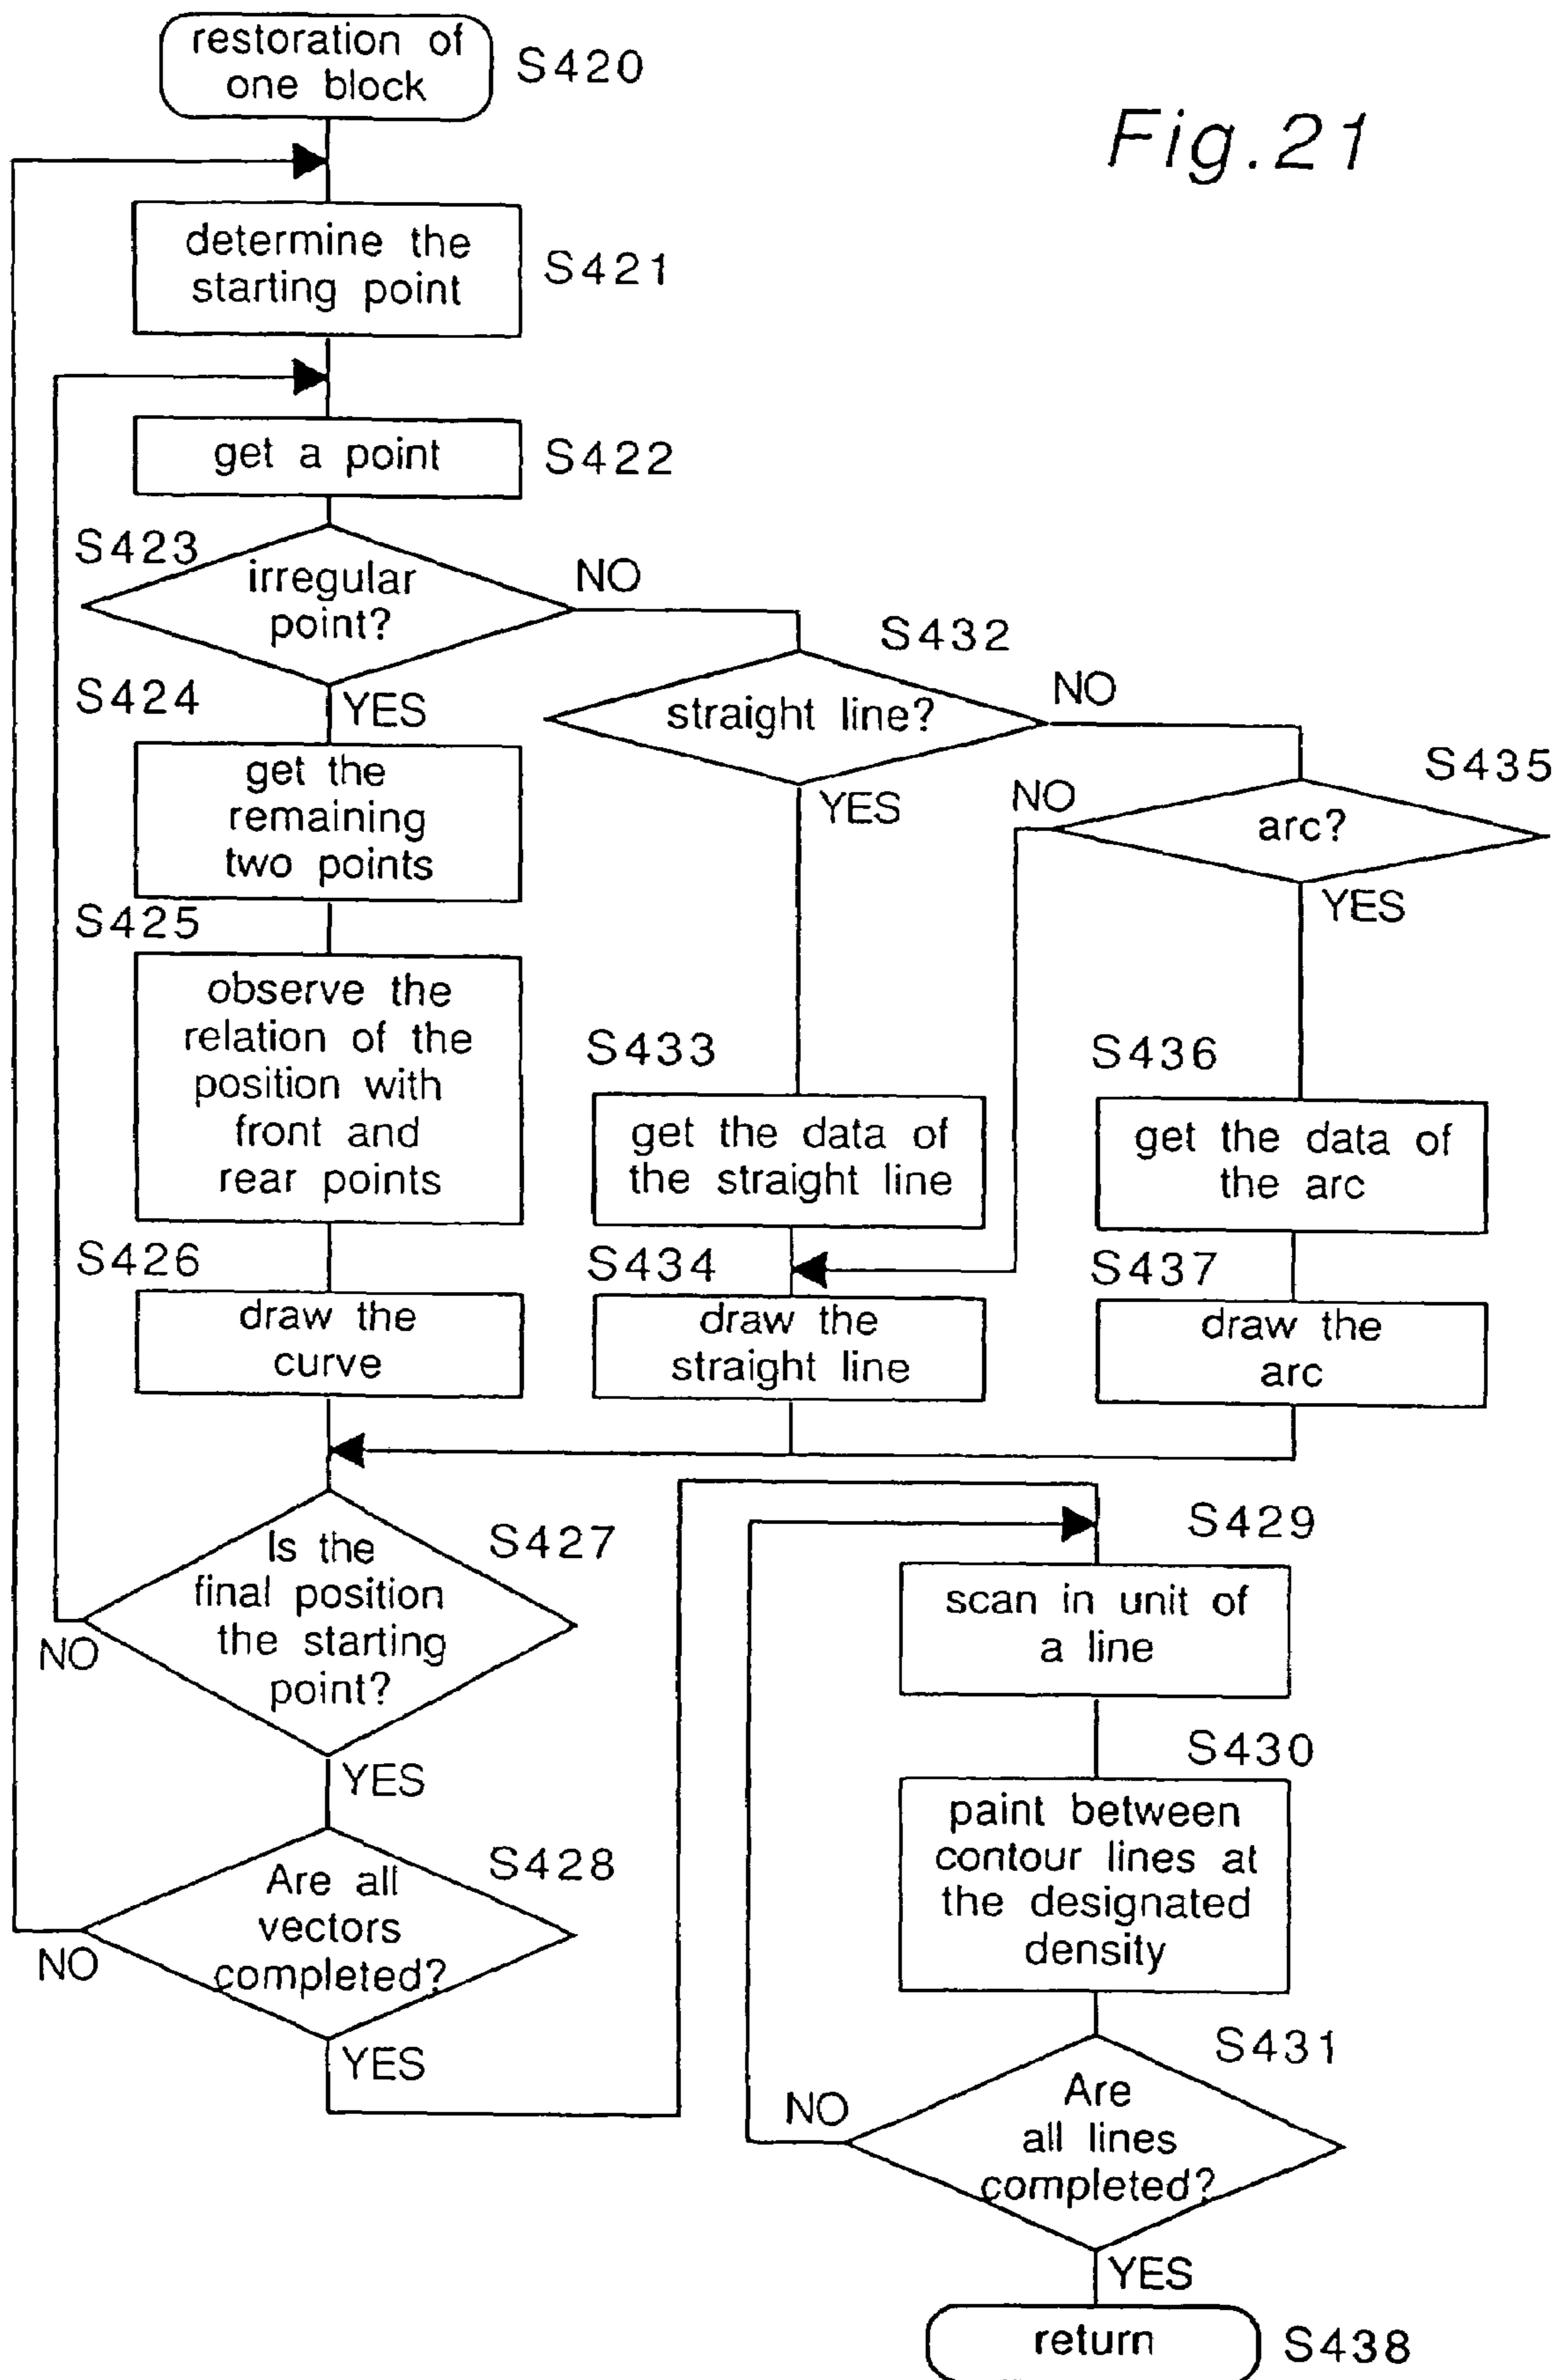 restoration of
one block
S420
Fig.21
determine the
starting point
S421
get a point
S422
S423
irregular
point?
NO
S432
S424
YES
straight line?
NO
S435
get the
remaining
two points
YES
NO
arc?
YES
S425
observe the
relation of the
position with
front and
rear points
S433
get the data of
the straight line
S436
get the data of
the arc
S426
draw the
curve
S434
draw the
straight line
S437
draw the
arc
S427
Is the
final position
the starting
point?
NO
YES
S428
Are all
vectors
completed?
NO
YES
S429
scan in unit of
a line
S430
paint between
contour lines at
the designated
density
S431
Are
all lines
completed?
NO
YES
return
S438